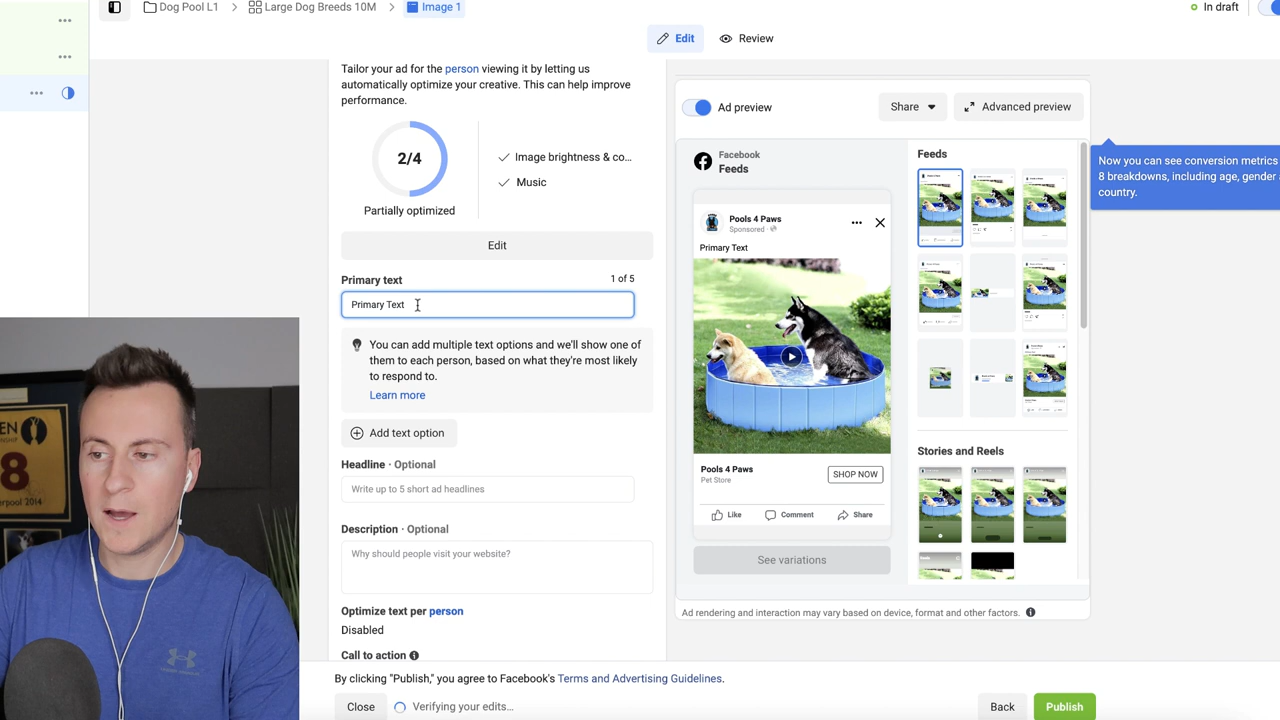 Dog Pool L1 > Large Dog Breeds 10M > Image 1
In draft
Edit
Review
Tailor your ad for the person viewing it by letting us
automatically optimize your creative. This can help improve
performance.
2/4
Partially optimized
Image brightness & co...
Music
Edit
Primary text
1 of 5
Primary Text
You can add multiple text options and we'll show one of
them to each person, based on what they're most likely
to respond to.
Learn more
Add text option
Headline · Optional
Write up to 5 short ad headlines
Description · Optional
Why should people visit your website?
Optimize text per person
Disabled
Call to action
By clicking "Publish," you agree to Facebook's Terms and Advertising Guidelines.
Close
Verifying your edits...
Back
Publish
Ad preview
Share
Advanced preview
Facebook
Feeds
Pools 4 Paws
Sponsored ·
Primary Text
Pools 4 Paws
Pet Store
SHOP NOW
Like
Comment
Share
See variations
Feeds
Stories and Reels
Ad rendering and interaction may vary based on device, format and other factors.
Now you can see conversion metrics
8 breakdowns, including age, gender
country.
EN
8
erpool 2014